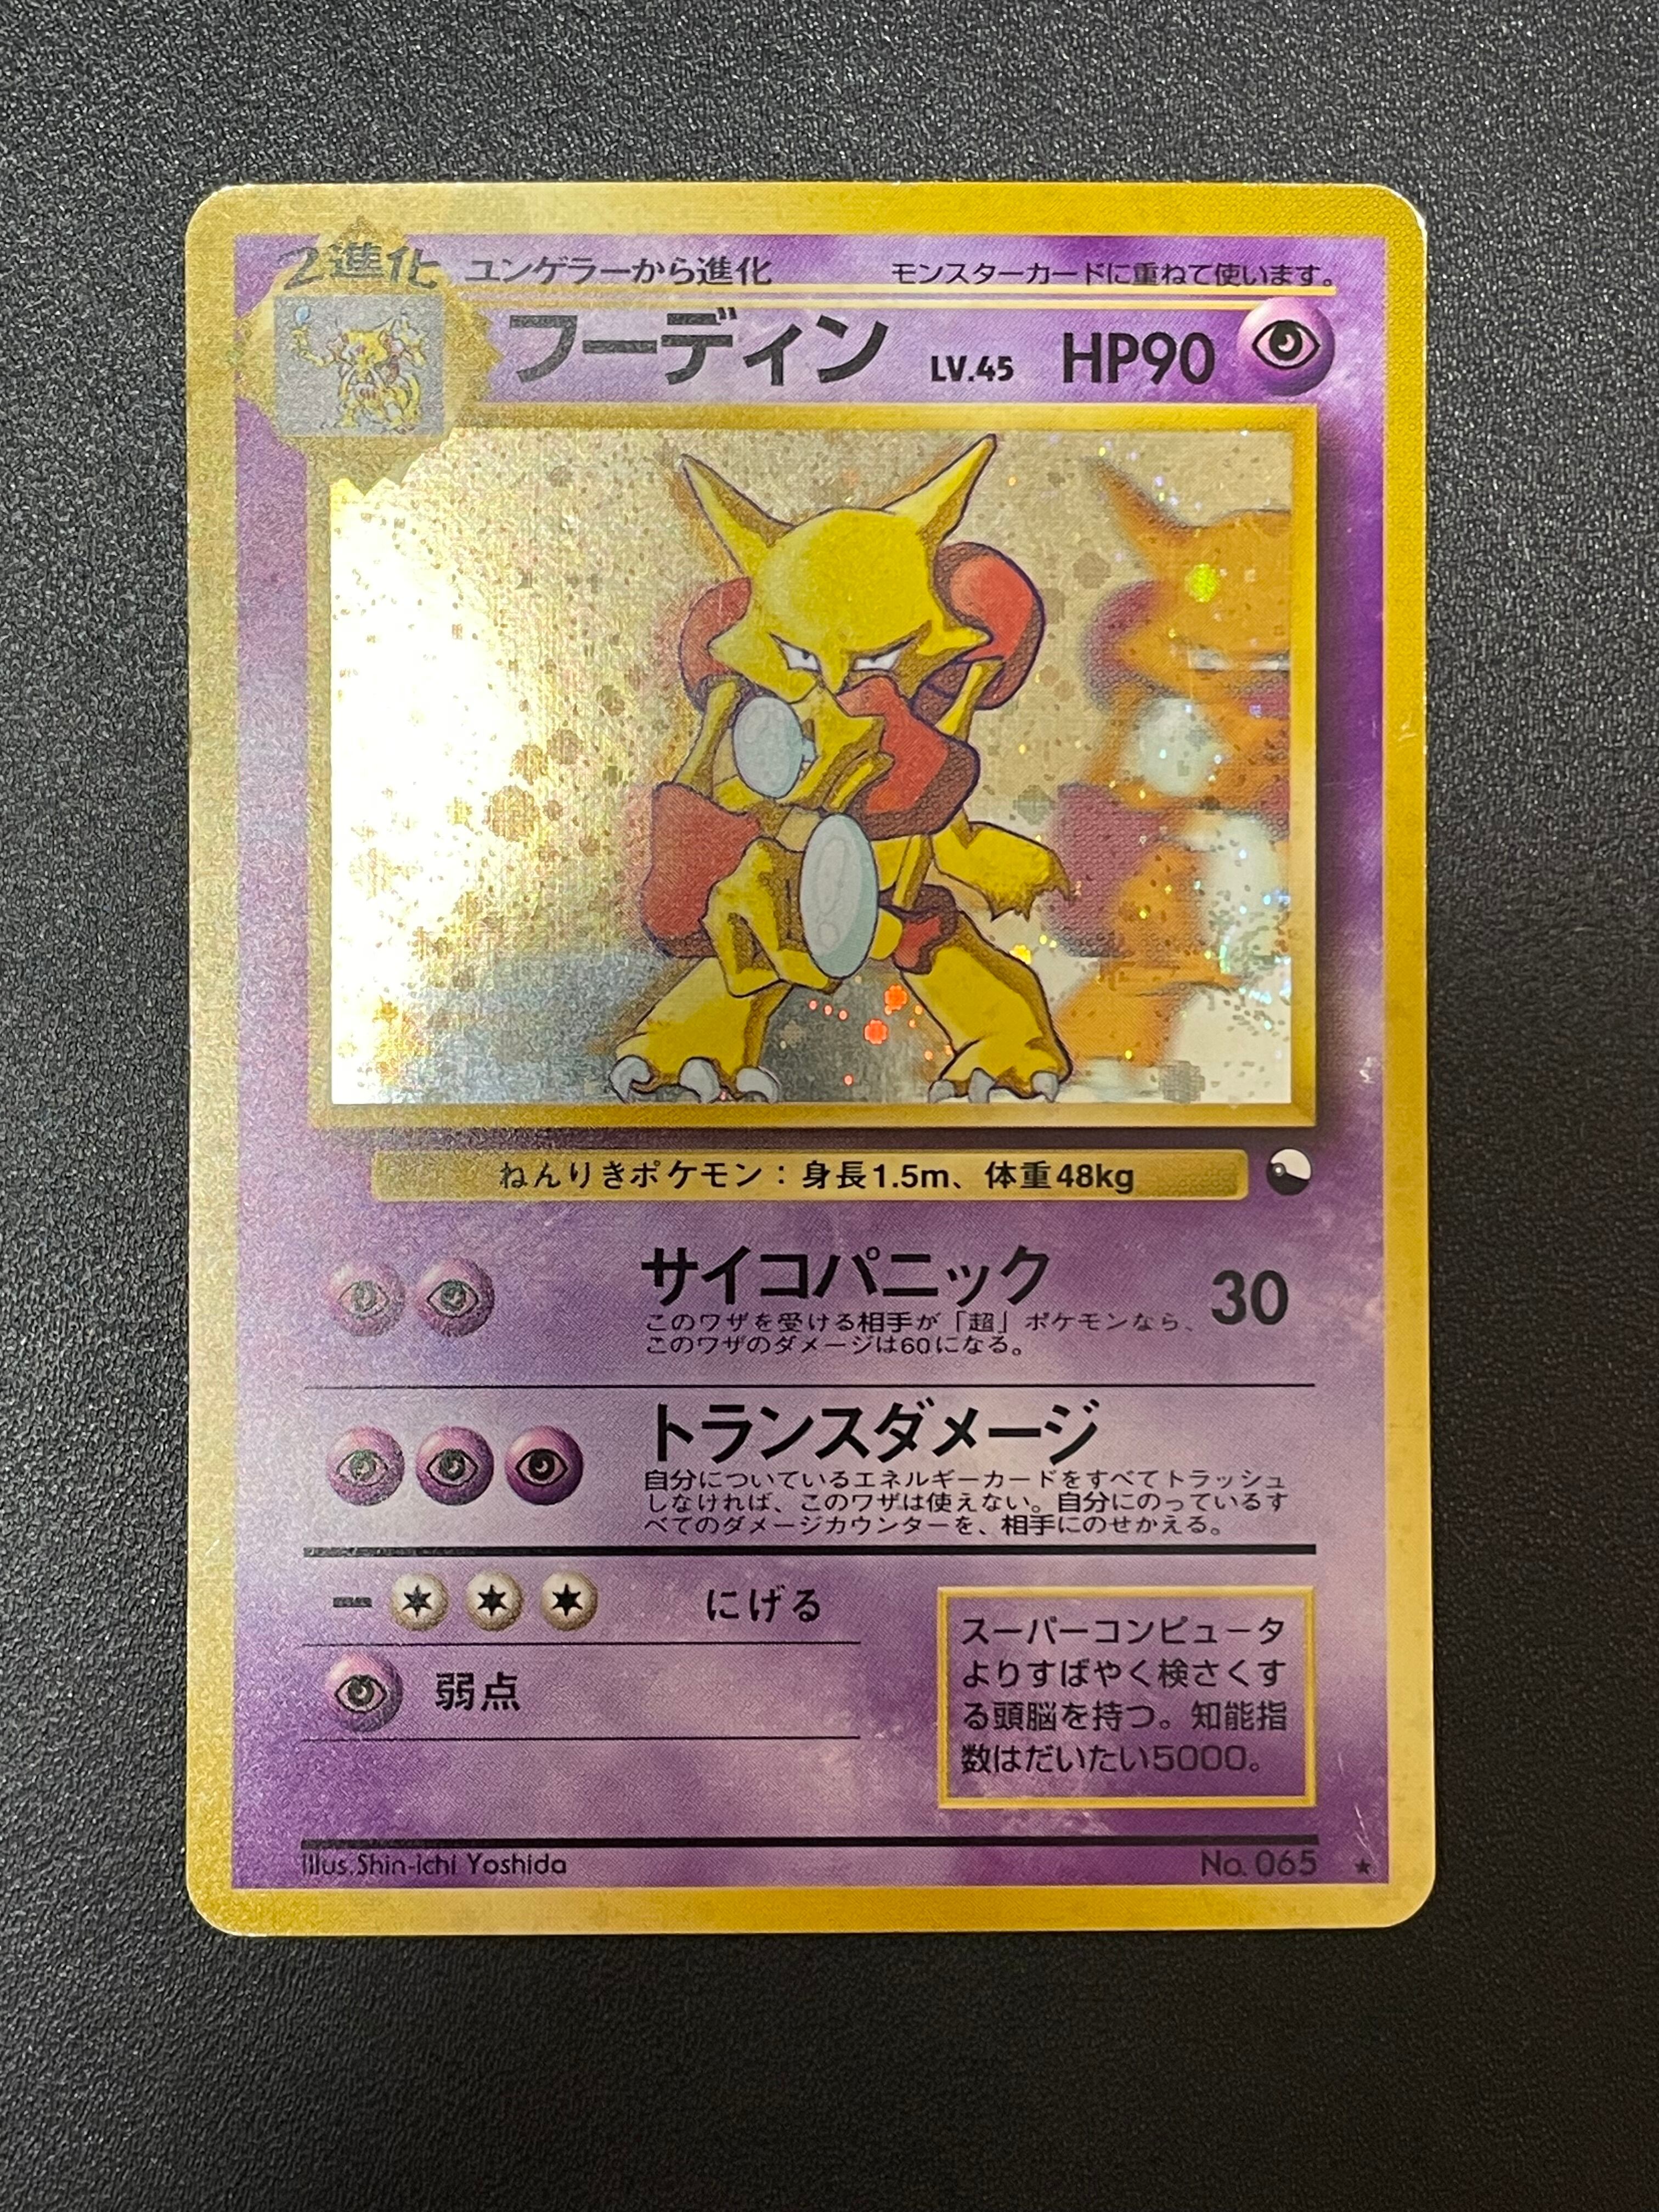 2進化 ユンゲラーから進化 モンスターカードに重ねて使います。
フーディン LV.45 HP90
ねんりきポケモン：身長1.5m、体重48kg
サイコパニック 30
このワザを受ける相手が「超」ポケモンなら、
このワザのダメージは60になる。
トランスダメージ
自分についているエネルギーカードをすべてトラッシュ
しなければ、このワザは使えない。自分にのっているす
べてのダメージカウンターを、相手にのせかえる。
ー にげる
弱点
スーパーコンピュータ
よりすばやく検さくす
る頭脳を持つ。知能指
数はだいたい5000。
Illus.Shin-ichi Yoshida No.065 ★